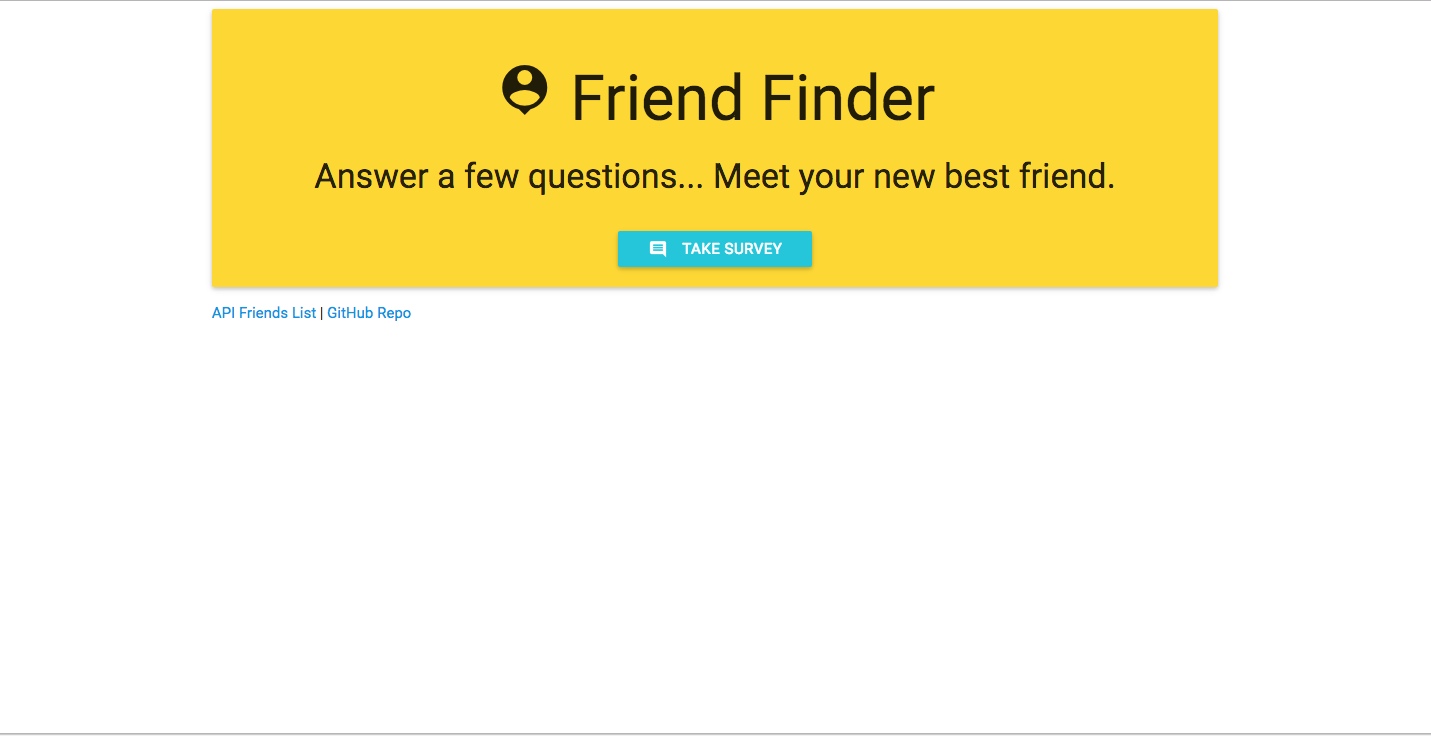 Friend Finder
Answer a few questions... Meet your new best friend.
TAKE SURVEY
API Friends List | GitHub Repo